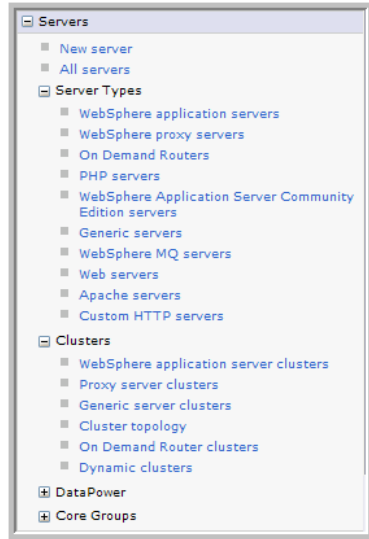 Servers
New server
All servers
Server Types
WebSphere application servers
WebSphere proxy servers
On Demand Routers
PHP servers
WebSphere Application Server Community
Edition servers
Generic servers
WebSphere MQ servers
Web servers
Apache servers
Custom HTTP servers
Clusters
WebSphere application server clusters
Proxy server clusters
Generic server clusters
Cluster topology
On Demand Router clusters
Dynamic clusters
DataPower
Core Groups